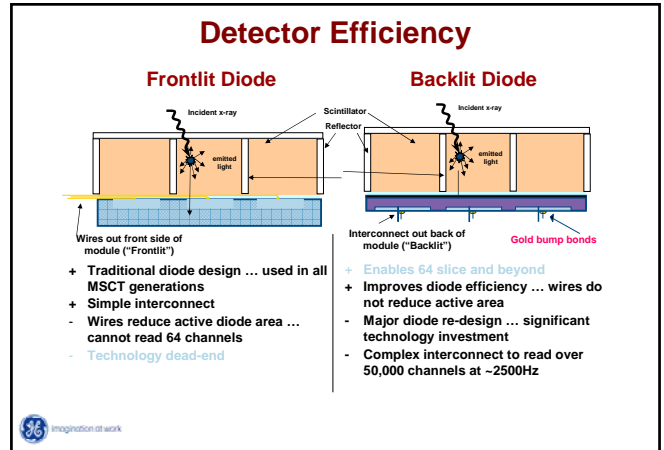 Detector Efficiency
Frontlit Diode
Backlit Diode
Incident x-ray
Scintillator
Reflector
emitted
light
Incident x-ray
emitted
light
Wires out front side of
module (“Frontlit”)
Interconnect out back of
module (“Backlit”)
Gold bump bonds
+ Traditional diode design … used in all
MSCT generations
+ Simple interconnect
- Wires reduce active diode area …
cannot read 64 channels
- Technology dead-end
+ Enables 64 slice and beyond
+ Improves diode efficiency … wires do
not reduce active area
- Major diode re-design … significant
technology investment
- Complex interconnect to read over
50,000 channels at ~2500Hz
imagination at work